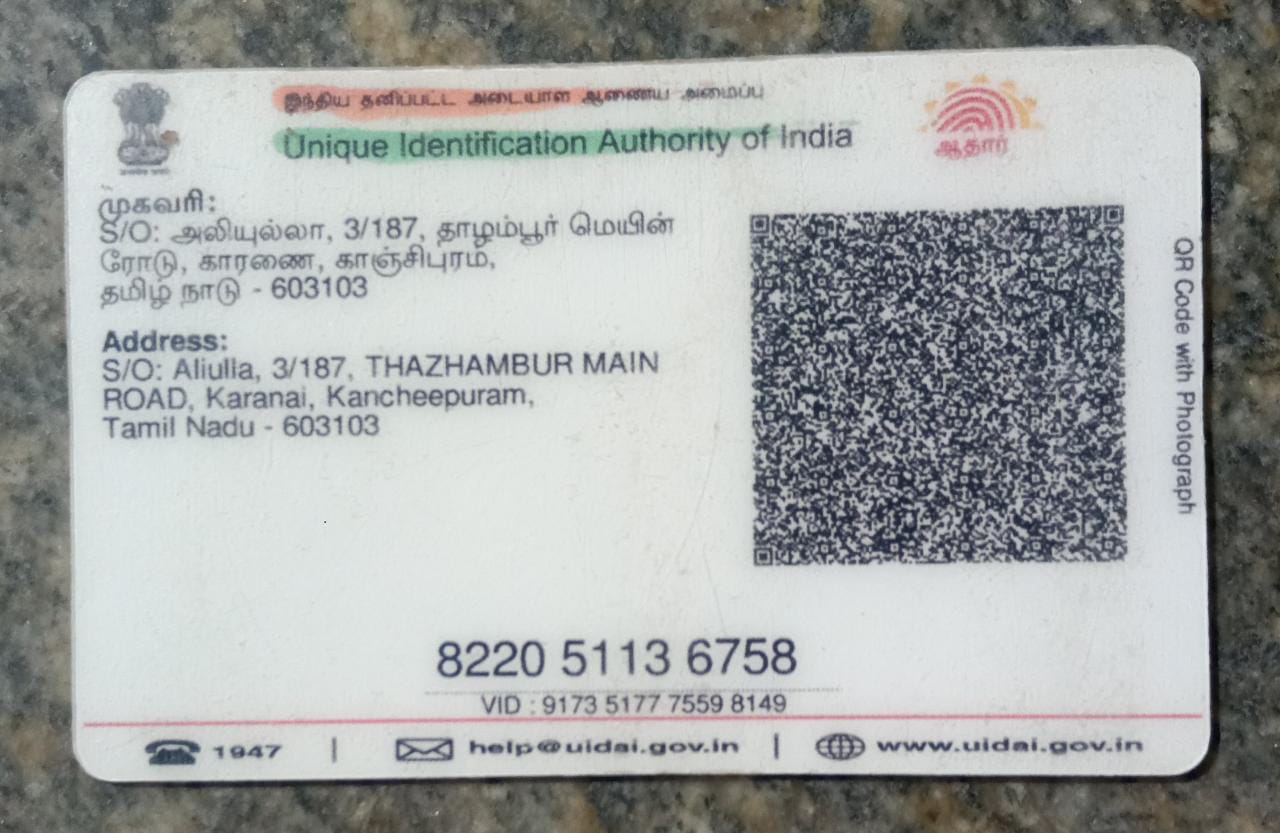 இந்திய தனிப்பட்ட அடையாள ஆணைய அமைப்பு
Unique Identification Authority of India
ஆதார்
முகவரி:
S/O: அலியுல்லா, 3/187, தாழம்பூர் மெயின்
ரோடு, காரணை, காஞ்சிபுரம்,
தமிழ் நாடு - 603103
Address:
S/O: Aliulla, 3/187, THAZHAMBUR MAIN
ROAD, Karanai, Kancheepuram,
Tamil Nadu - 603103
QR Code with Photograph
8220 5113 6758
VID : 9173 5177 7559 8149
1947 | help@uidai.gov.in | www.uidai.gov.in